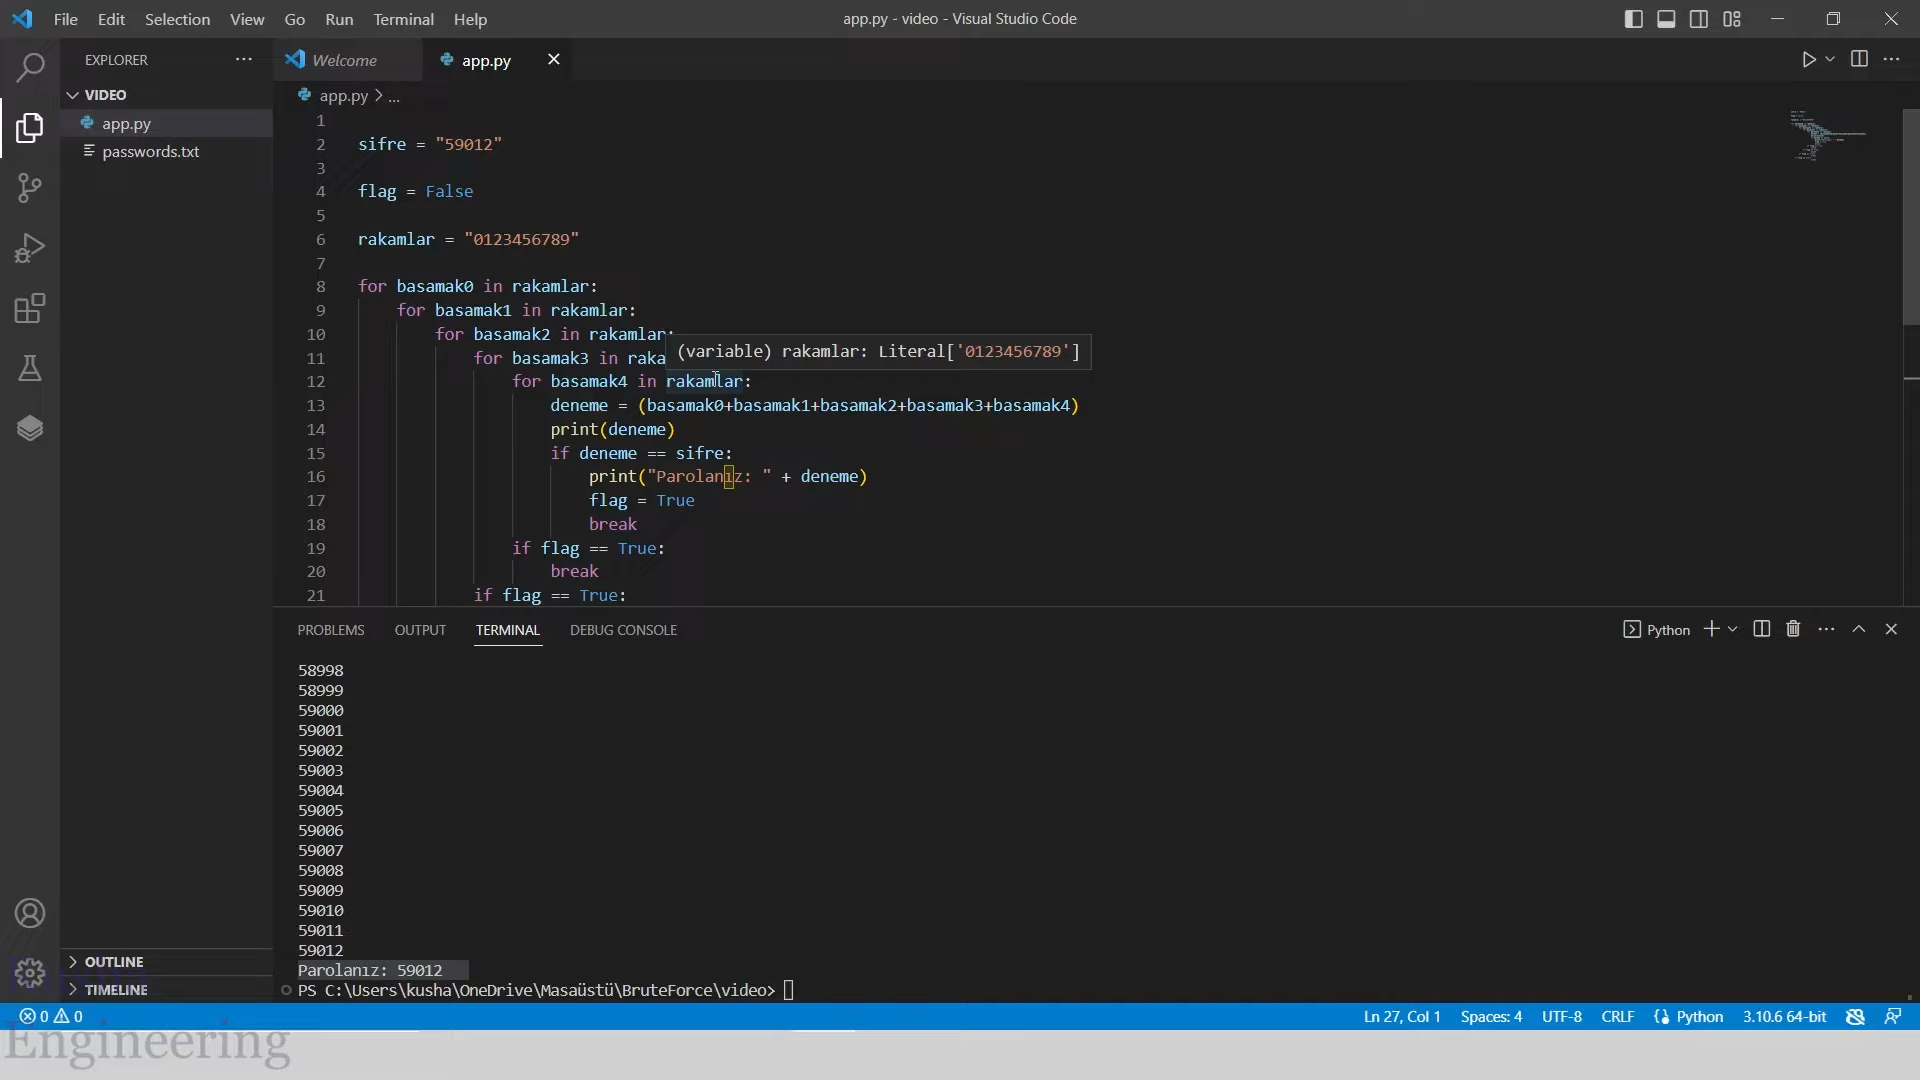 File Edit Selection View Go Run Terminal Help
app.py - video - Visual Studio Code
EXPLORER
Welcome
app.py
VIDEO
app.py
passwords.txt
app.py > ...
1
2 sifre = "59012"
3
4 flag = False
5
6 rakamlar = "0123456789"
7
8 for basamak0 in rakamlar:
9 for basamak1 in rakamlar:
10 for basamak2 in rakamlar:
(variable) rakamlar: Literal['0123456789']
11 for basamak3 in raka
12 for basamak4 in rakamlar:
13 deneme = (basamak0+basamak1+basamak2+basamak3+basamak4)
14 print(deneme)
15 if deneme == sifre:
16 print("Parolanız: " + deneme)
17 flag = True
18 break
19 if flag == True:
20 break
21 if flag == True:
PROBLEMS OUTPUT TERMINAL DEBUG CONSOLE
Python
58998
58999
59000
59001
59002
59003
59004
59005
59006
59007
59008
59009
59010
59011
59012
Parolanız: 59012
PS C:\Users\kusha\OneDrive\Masaüstü\BruteForce\video>
OUTLINE
TIMELINE
0 0
Ln 27, Col 1 Spaces: 4 UTF-8 CRLF Python 3.10.6 64-bit
Engineering